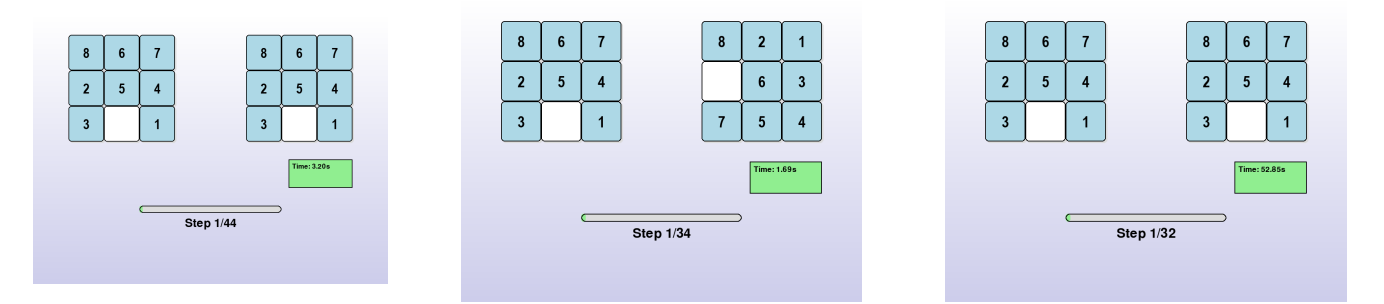 8 6 7 8 6 7
2 5 4 2 5 4
3 1 3 1
Time: 3.20s
Step 1/44
8 6 7 8 2 1
2 5 4 6 3
3 1 7 5 4
Time: 1.69s
Step 1/34
8 6 7 8 6 7
2 5 4 2 5 4
3 1 3 1
Time: 52.85s
Step 1/32